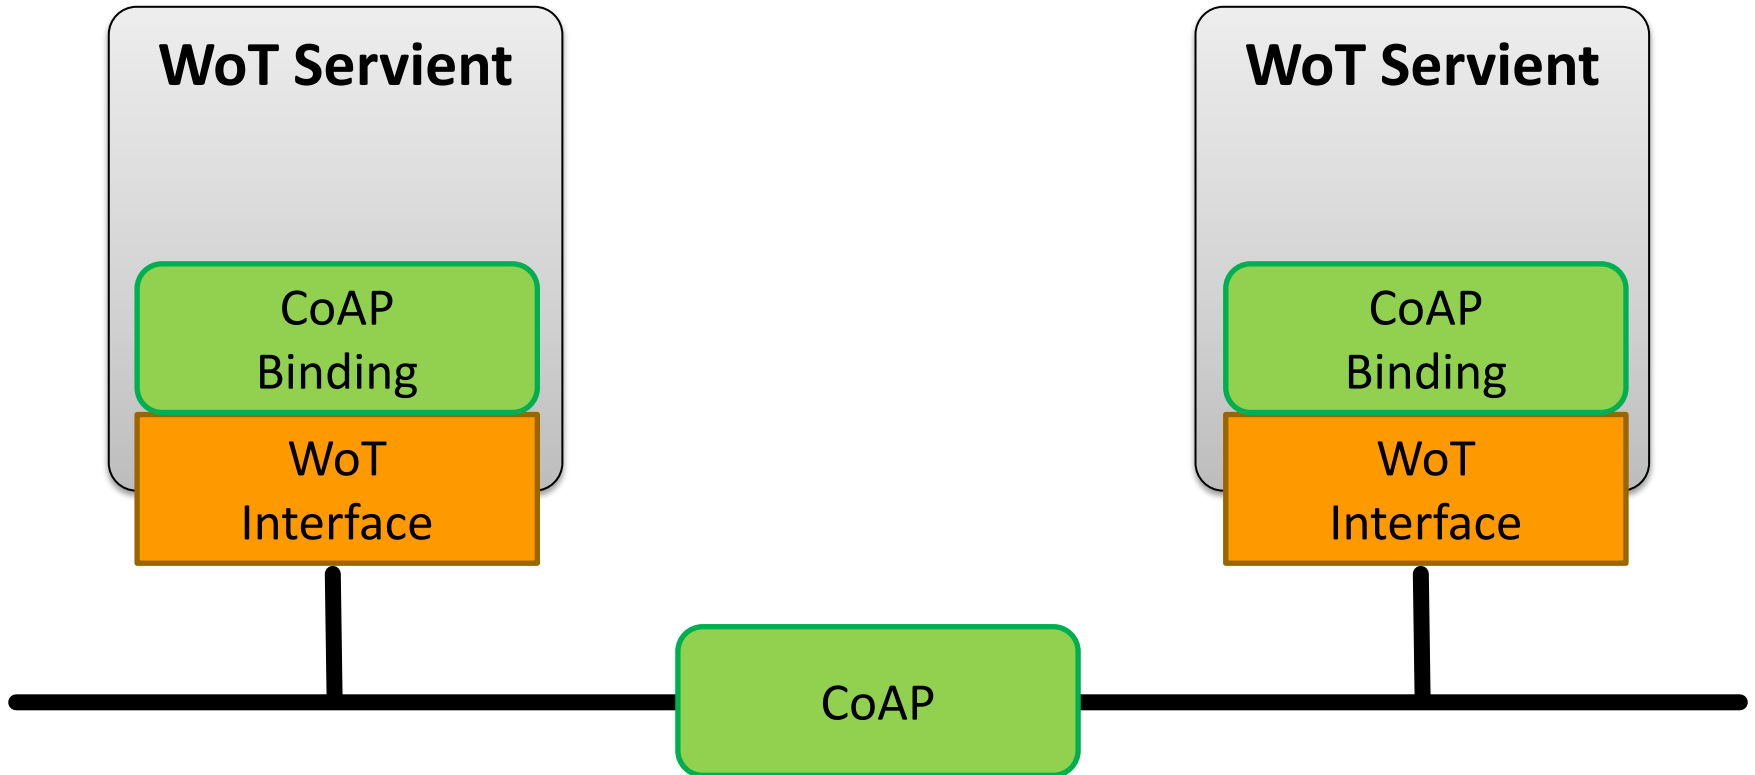 WoT Servient
CoAP
Binding
WoT
Interface
WoT Servient
CoAP
Binding
WoT
Interface
CoAP